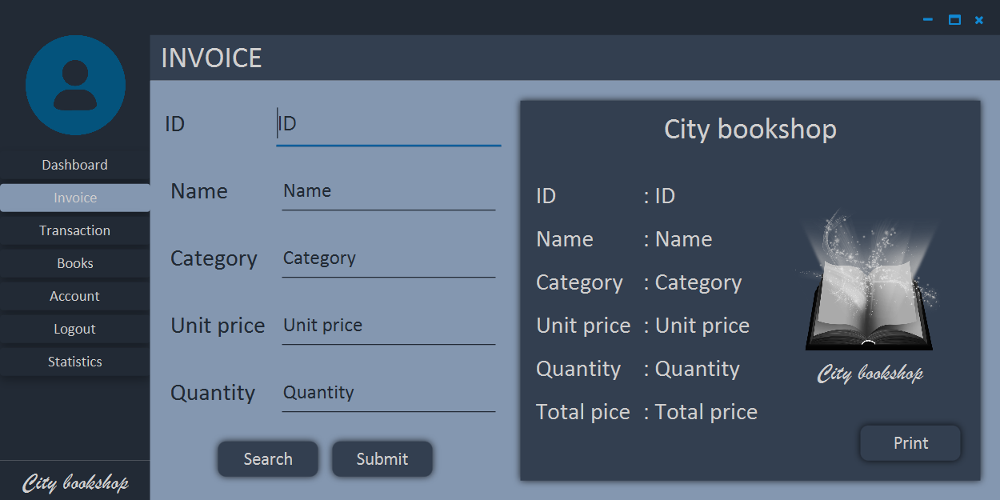 INVOICE
Dashboard
Invoice
Transaction
Books
Account
Logout
Statistics
City bookshop
ID ID
Name Name
Category Category
Unit price Unit price
Quantity Quantity
Search Submit
City bookshop
ID : ID
Name : Name
Category : Category
Unit price : Unit price
Quantity : Quantity
Total pice : Total price
City bookshop
Print